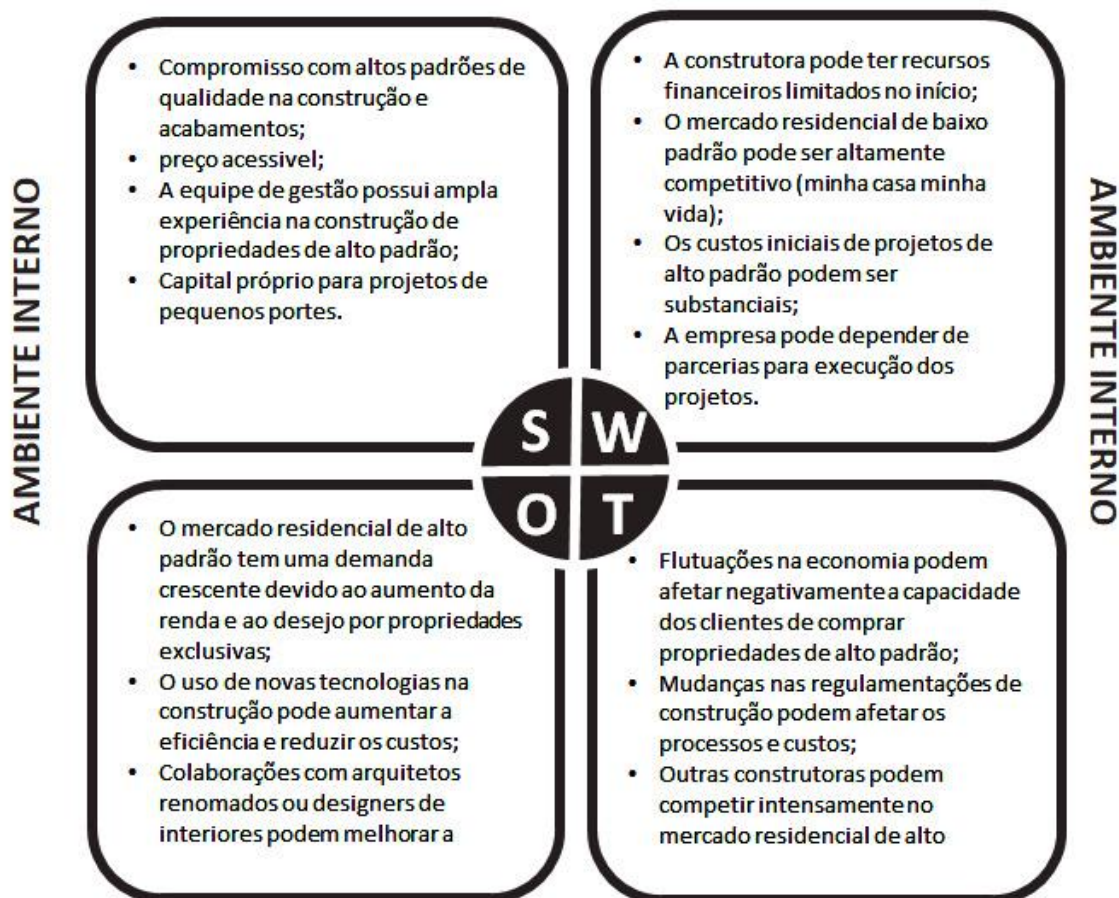 AMBIENTE INTERNO
• Compromisso com altos padrões de
qualidade na construção e
acabamentos;
• preço acessivel;
• A equipe de gestão possui ampla
experiência na construção de
propriedades de alto padrão;
• Capital próprio para projetos de
pequenos portes.
• A construtora pode ter recursos
financeiros limitados no início;
• O mercado residencial de baixo
padrão pode ser altamente
competitivo (minha casa minha
vida);
• Os custos iniciais de projetos de
alto padrão podem ser
substanciais;
• A empresa pode depender de
parcerias para execução dos
projetos.
AMBIENTE INTERNO
S W
O T
• O mercado residencial de alto
padrão tem uma demanda
crescente devido ao aumento da
renda e ao desejo por propriedades
exclusivas;
• O uso de novas tecnologias na
construção pode aumentar a
eficiência e reduzir os custos;
• Colaborações com arquitetos
renomados ou designers de
interiores podem melhorar a
• Flutuações na economia podem
afetar negativamente a capacidade
dos clientes de comprar
propriedades de alto padrão;
• Mudanças nas regulamentações de
construção podem afetar os
processos e custos;
• Outras construtoras podem
competir intensamente no
mercado residencial de alto